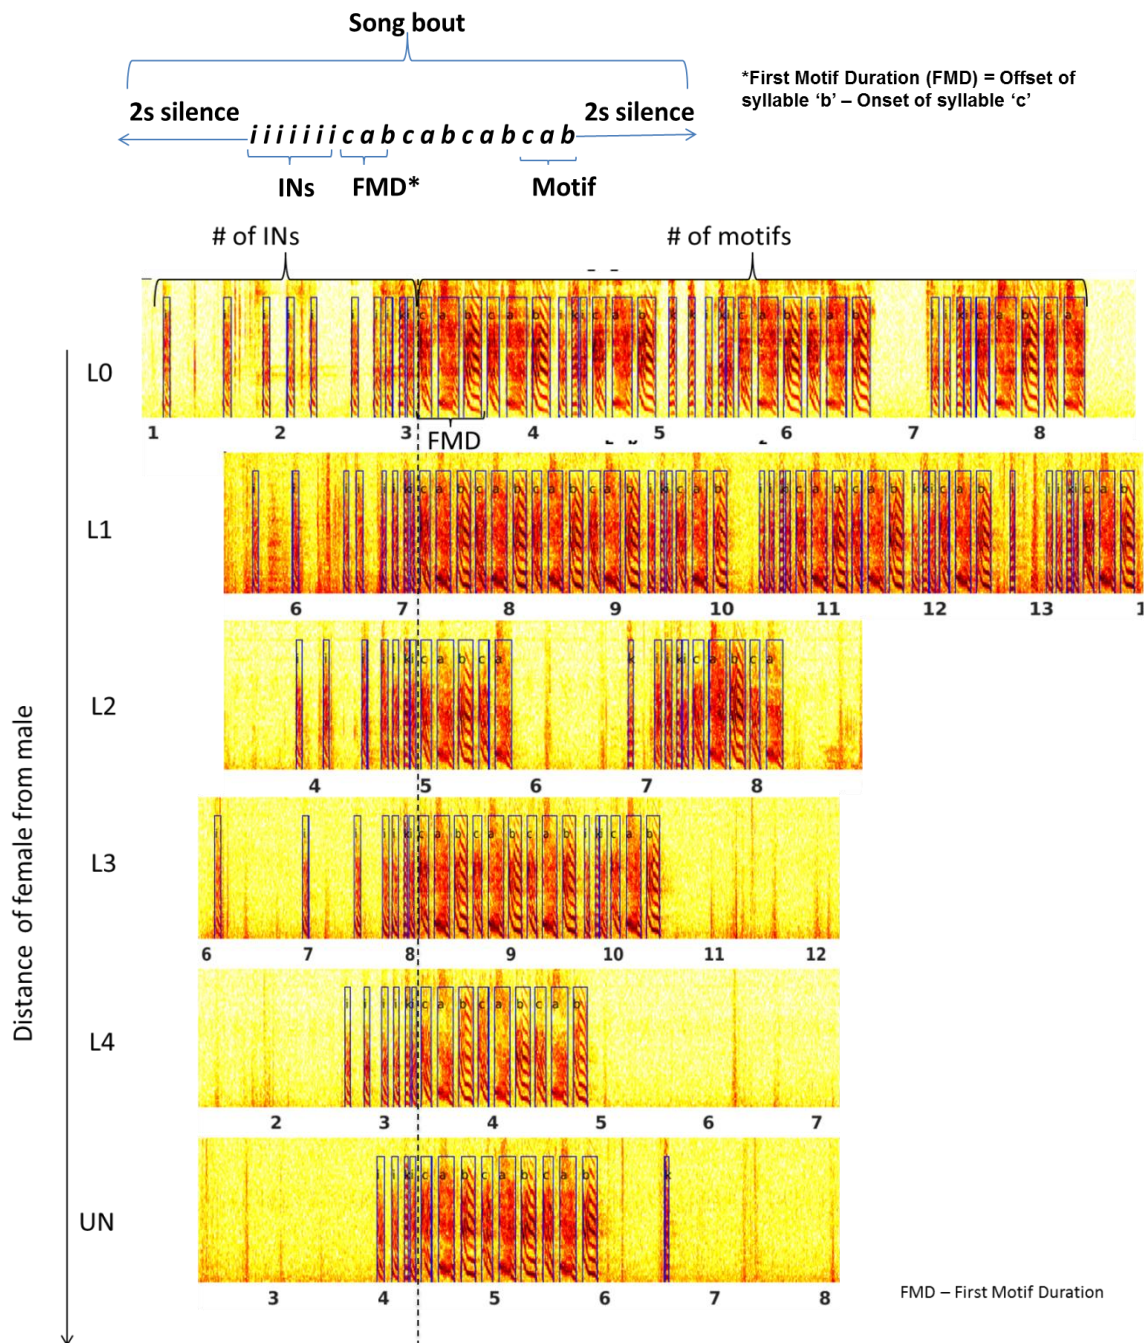 Song bout
*First Motif Duration (FMD) = Offset of
syllable ‘b’ – Onset of syllable ‘c’
2s silence
2s silence
i i i i i i i c a b c a b c a b c a b
INs
FMD*
Motif
# of INs
# of motifs
L0
FMD
1 2 3 4 5 6 7 8
L1
6 7 8 9 10 11 12 13 1
L2
4 5 6 7 8
L3
6 7 8 9 10 11 12
L4
2 3 4 5 6 7
UN
3 4 5 6 7 8
Distance of female from male
FMD – First Motif Duration